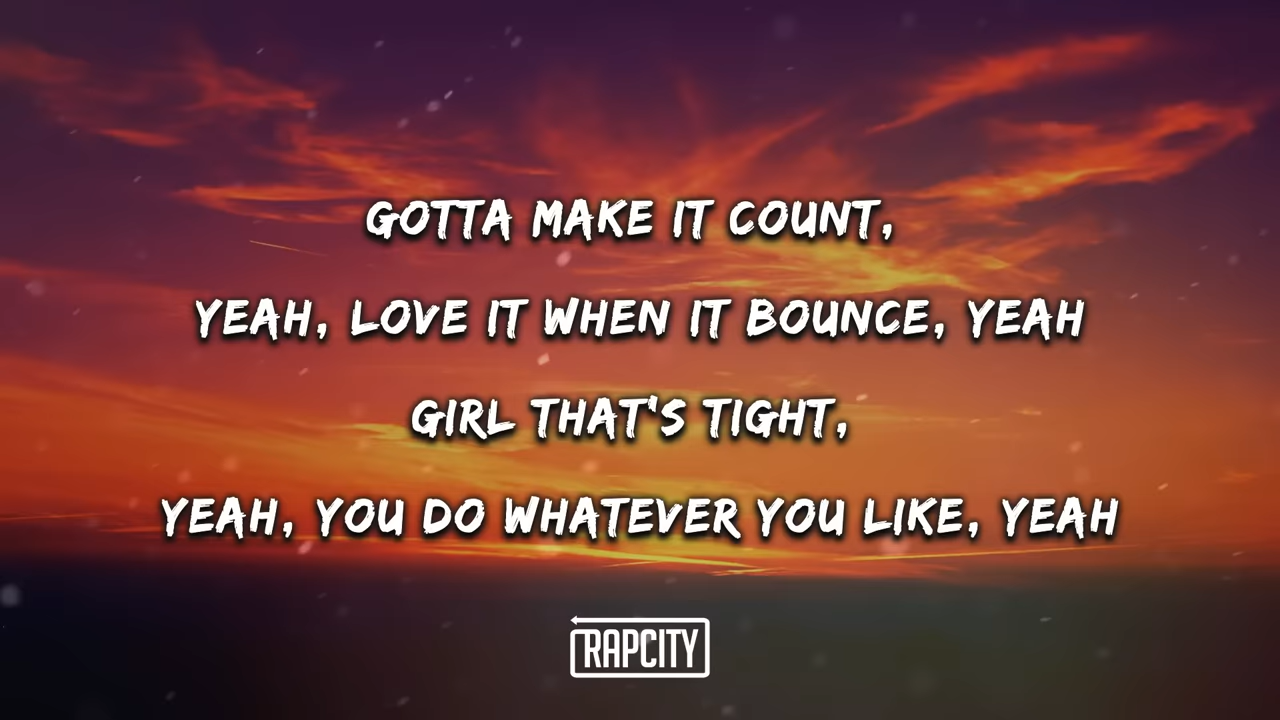 GOTTA MAKE IT COUNT,
YEAH, LOVE IT WHEN IT BOUNCE, YEAH
GIRL THAT'S TIGHT,
YEAH, YOU DO WHATEVER YOU LIKE, YEAH
RAPCITY